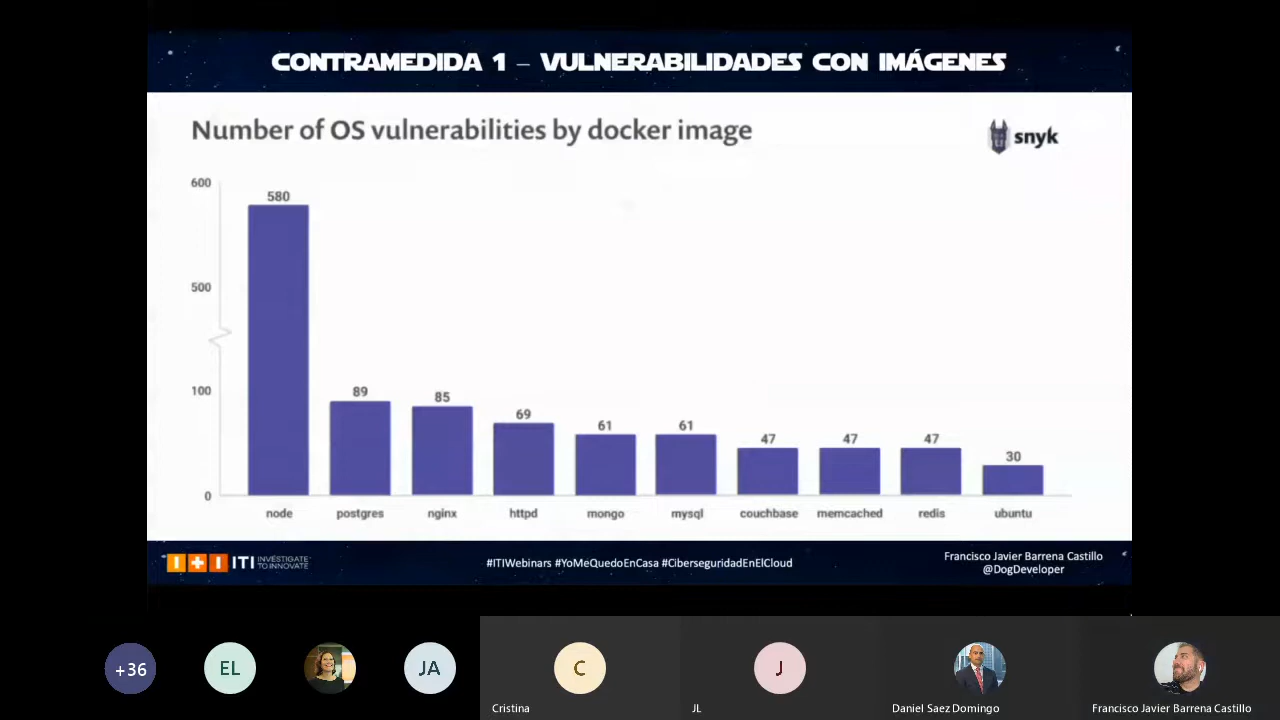 CONTRAMEDIDA 1 – VULNERABILIDADES CON IMÁGENES
Number of OS vulnerabilities by docker image
snyk
600
500
100
0
580
89
85
69
61
61
47
47
47
30
node
postgres
nginx
httpd
mongo
mysql
couchbase
memcached
redis
ubuntu
I+I ITI INVESTIGATE
TO INNOVATE
#ITIWebinars #YoMeQuedoEnCasa #CiberseguridadEnElCloud
Francisco Javier Barrena Castillo
@DogDeveloper
+36
EL
JA
C
J
Cristina
JL
Daniel Saez Domingo
Francisco Javier Barrena Castillo